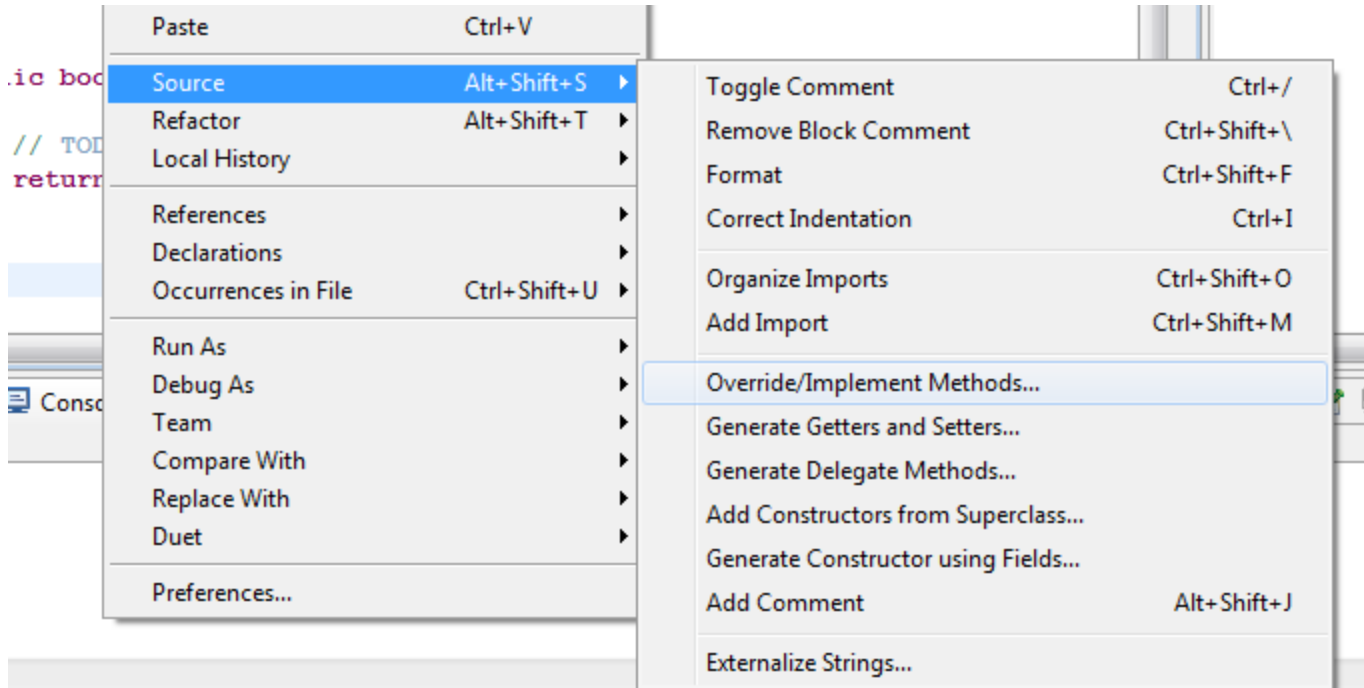 Paste Ctrl+V
Source Alt+Shift+S
Refactor Alt+Shift+T
Local History
References
Declarations
Occurrences in File Ctrl+Shift+U
Run As
Debug As
Team
Compare With
Replace With
Duet
Preferences...
Toggle Comment Ctrl+/
Remove Block Comment Ctrl+Shift+\
Format Ctrl+Shift+F
Correct Indentation Ctrl+I
Organize Imports Ctrl+Shift+O
Add Import Ctrl+Shift+M
Override/Implement Methods...
Generate Getters and Setters...
Generate Delegate Methods...
Add Constructors from Superclass...
Generate Constructor using Fields...
Add Comment Alt+Shift+J
Externalize Strings...